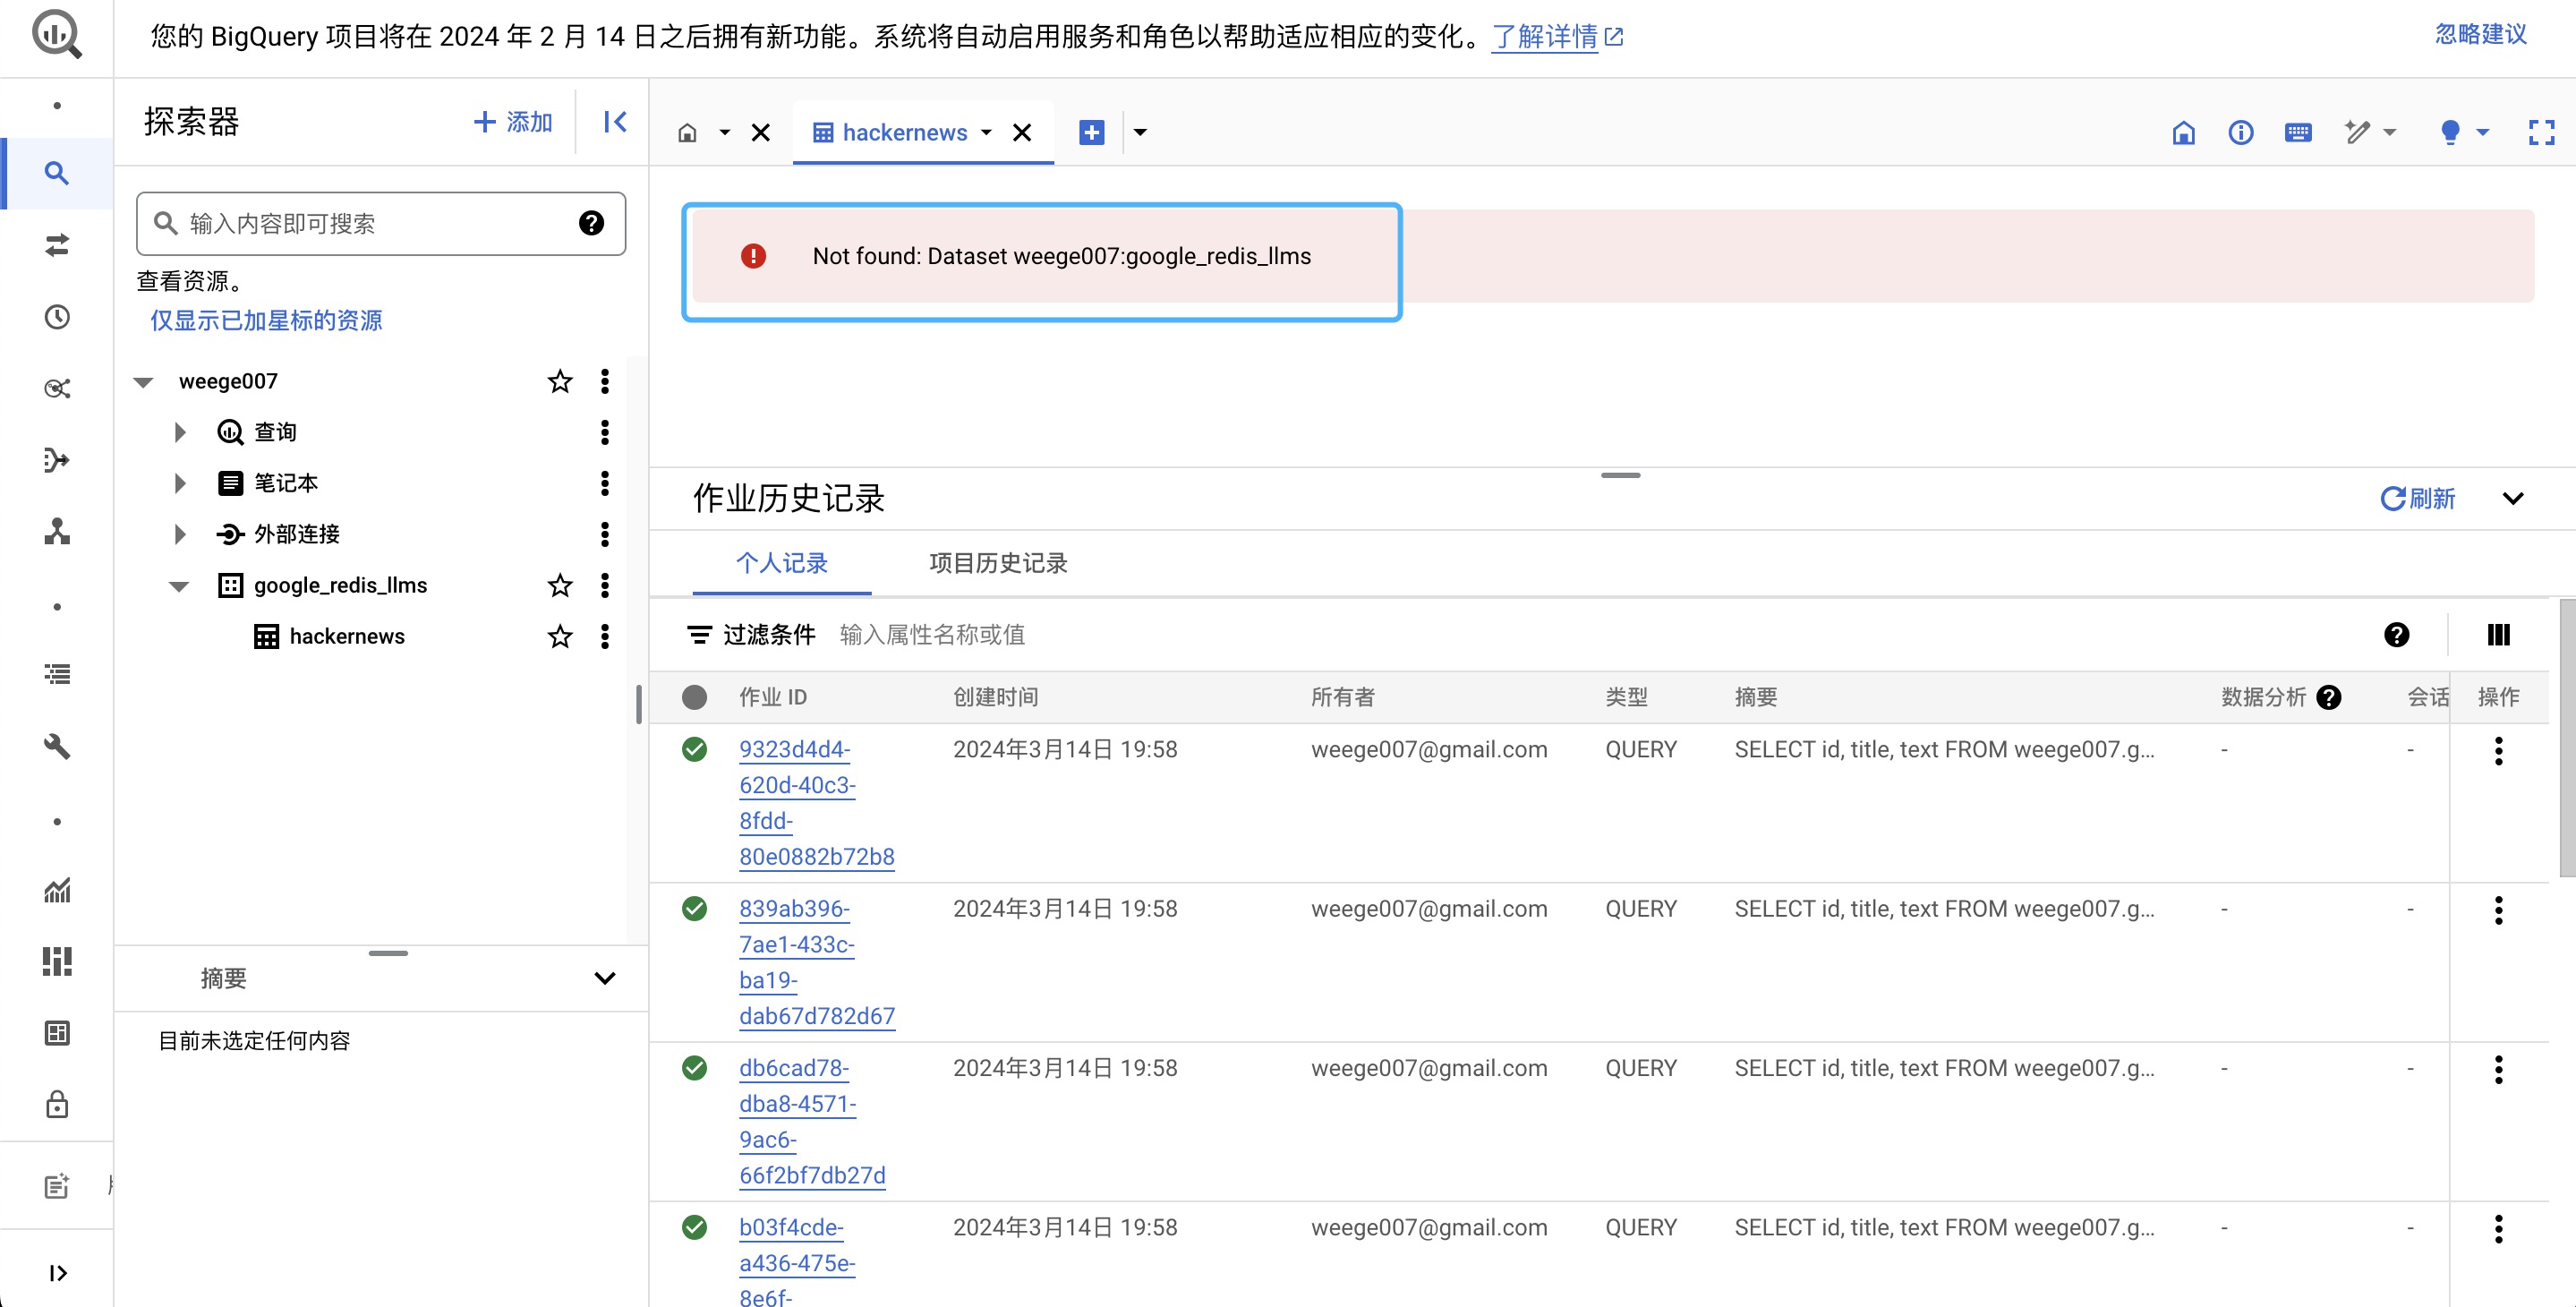 您的 BigQuery 项目将在 2024 年 2 月 14 日之后拥有新功能。系统将自动启用服务和角色以帮助适应相应的变化。 了解详情
忽略建议
探索器
添加
hackernews
输入内容即可搜索
查看资源。
仅显示已加星标的资源
Not found: Dataset weege007:google_redis_llms
weege007
查询
笔记本
外部连接
google_redis_llms
hackernews
摘要
目前未选定任何内容
作业历史记录
刷新
个人记录 项目历史记录
过滤条件 输入属性名称或值
作业 ID 创建时间 所有者 类型 摘要 数据分析 会话 操作
9323d4d4- 2024年3月14日 19:58 weege007@gmail.com QUERY SELECT id, title, text FROM weege007.g... - -
620d-40c3-
8fdd-
80e0882b72b8
839ab396- 2024年3月14日 19:58 weege007@gmail.com QUERY SELECT id, title, text FROM weege007.g... - -
7ae1-433c-
ba19-
dab67d782d67
db6cad78- 2024年3月14日 19:58 weege007@gmail.com QUERY SELECT id, title, text FROM weege007.g... - -
dba8-4571-
9ac6-
66f2bf7db27d
b03f4cde- 2024年3月14日 19:58 weege007@gmail.com QUERY SELECT id, title, text FROM weege007.g... - -
a436-475e-
8e6f-